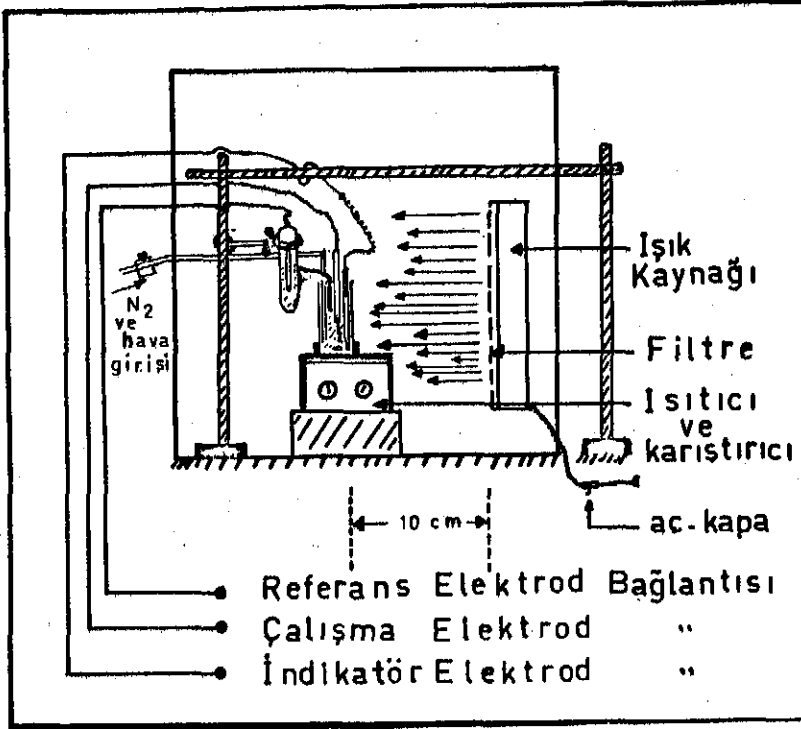 N2
ve
hava
girişi
Işık
Kaynağı
Filtre
Isıtıcı
ve
karıştırıcı
aç-kapa
10 cm
Referans Elektrod Bağlantısı
Çalışma Elektrod "
İndikatör Elektrod "